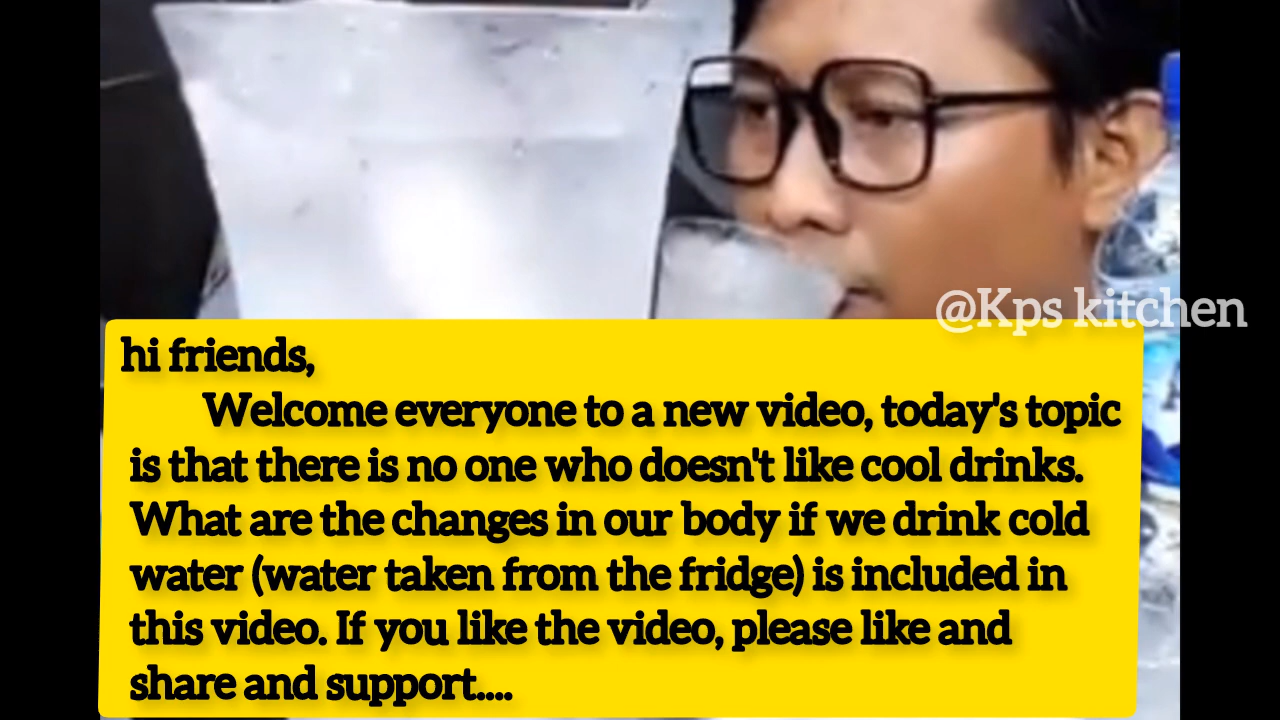 @Kps kitchen
hi friends,
Welcome everyone to a new video, today's topic
is that there is no one who doesn't like cool drinks.
What are the changes in our body if we drink cold
water (water taken from the fridge) is included in
this video. If you like the video, please like and
share and support....